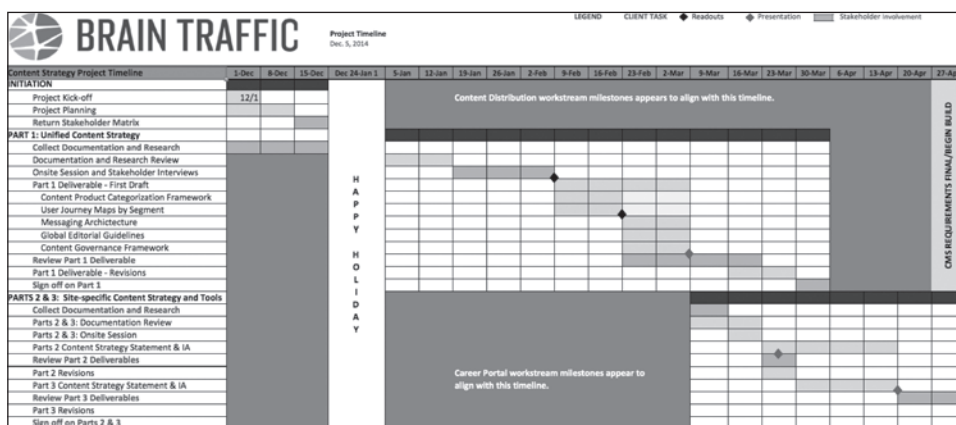 LEGEND CLIENT TASK Readouts Presentation Stakeholder Involvement
BRAIN TRAFFIC
Project Timeline
Dec. 5, 2014
Content Strategy Project Timeline 1-Dec 8-Dec 15-Dec Dec 24-Jan 1 5-Jan 12-Jan 19-Jan 26-Jan 2-Feb 9-Feb 16-Feb 23-Feb 2-Mar 9-Mar 16-Mar 23-Mar 30-Mar 6-Apr 13-Apr 20-Apr 27-Ap
INITIATION
Project Kick-off 12/1
Project Planning
Return Stakeholder Matrix
Content Distribution workstream milestones appears to align with this timeline.
PART 1: Unified Content Strategy
Collect Documentation and Research
Documentation and Research Review
Onsite Session and Stakeholder Interviews
Part 1 Deliverable - First Draft
Content Product Categorization Framework
User Journey Maps by Segment
Messaging Archictecture
Global Editorial Guidelines
Content Governance Framework
Review Part 1 Deliverable
Part 1 Deliverable - Revisions
Sign off on Part 1
HAPPY HOLIDAY
CMS REQUIREMENTS FINAL/BEGIN BUILD
PARTS 2 & 3: Site-specific Content Strategy and Tools
Collect Documentation and Research
Parts 2 & 3: Documentation Review
Parts 2 & 3: Onsite Session
Parts 2 Content Strategy Statement & IA
Review Part 2 Deliverables
Part 2 Revisions
Part 3 Content Strategy Statement & IA
Review Part 3 Deliverables
Part 3 Revisions
Sign off on Parts 2 & 3
Career Portal workstream milestones appear to
align with this timeline.